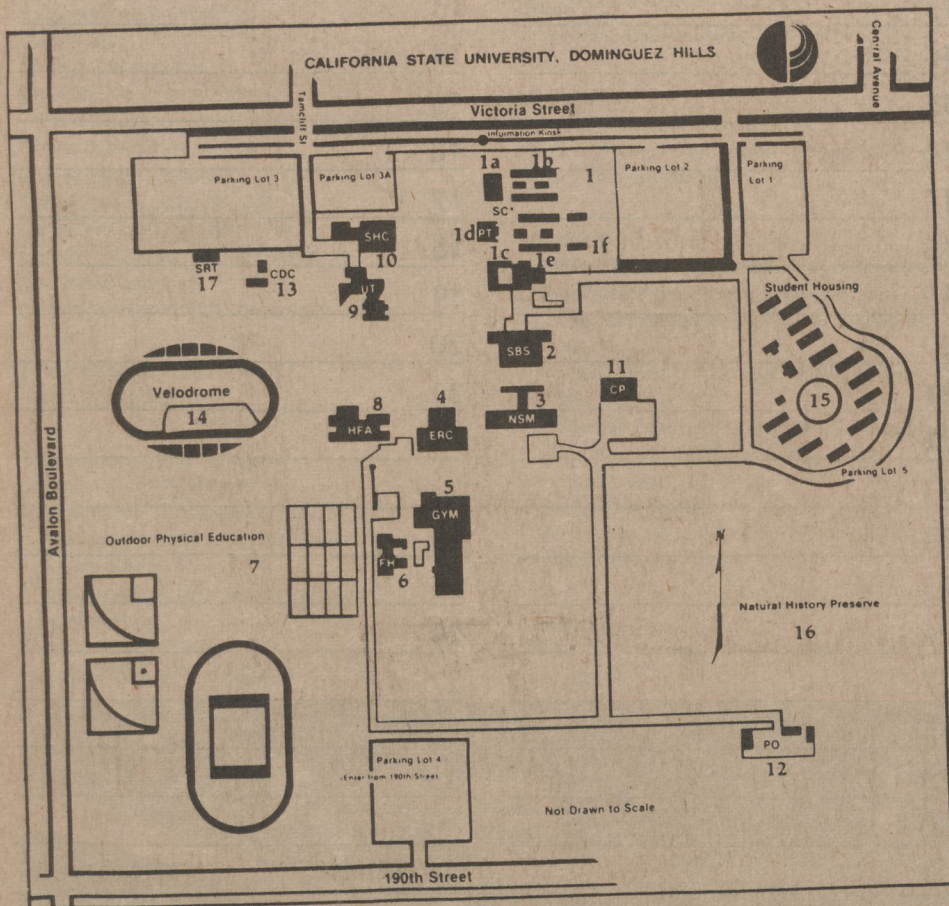 CALIFORNIA STATE UNIVERSITY, DOMINGUEZ HILLS
Central Avenue
Tamcliff St
Victoria Street
Information Kiosk
1a
1b
1
Parking Lot 3
Parking Lot 3A
Parking Lot 2
Parking
Lot 1
SC*
1d
PT
1f
SHC
10
1c
1e
SRT
17
CDC
13
UT
9
Student Housing
SBS
2
11
CP
Velodrome
14
8
HFA
4
ERC
3
NSM
15
Parking Lot 5
5
GYM
Avalon Boulevard
Outdoor Physical Education
7
FH
6
Natural History Preserve
16
PO
12
Parking Lot 4
(Enter from 190th Street
Not Drawn to Scale
190th Street